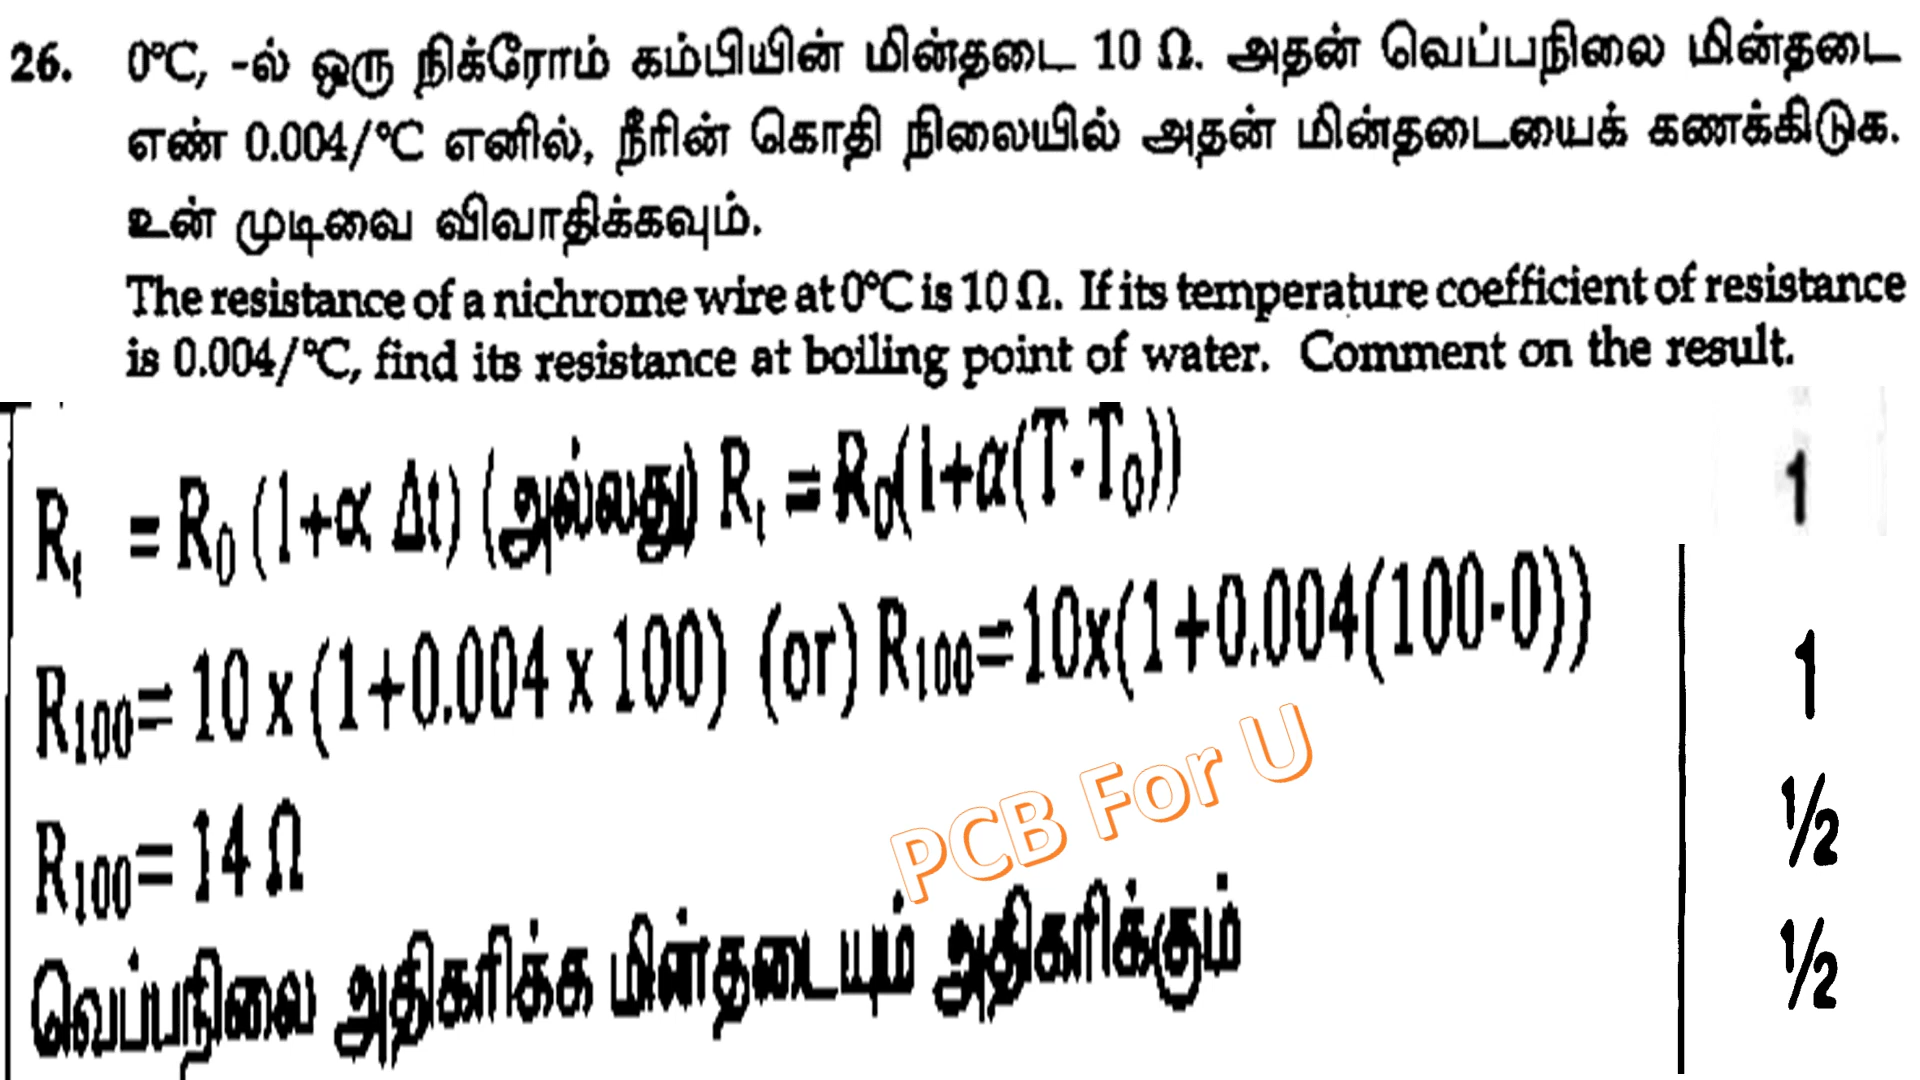 26. 0°C, -ல் ஒரு நிக்ரோம் கம்பியின் மின்தடை 10 Ω. அதன் வெப்பநிலை மின்தடை
எண் 0.004/°C எனில், நீரின் கொதி நிலையில் அதன் மின்தடையைக் கணக்கிடுக.
உன் முடிவை விவாதிக்கவும்.
The resistance of a nichrome wire at 0°C is 10 Ω. If its temperature coefficient of resistance
is 0.004/°C, find its resistance at boiling point of water. Comment on the result.
Rₜ = R₀ (1+α Δt) (அல்லது) Rₜ = R₀(1+α(T-T₀)) 1
R₁₀₀= 10 x (1+0.004 x 100) (or) R₁₀₀=10x(1+0.004(100-0)) 1
R₁₀₀= 14 Ω ½
PCB For U
வெப்பநிலை அதிகரிக்க மின்தடையும் அதிகரிக்கும் ½